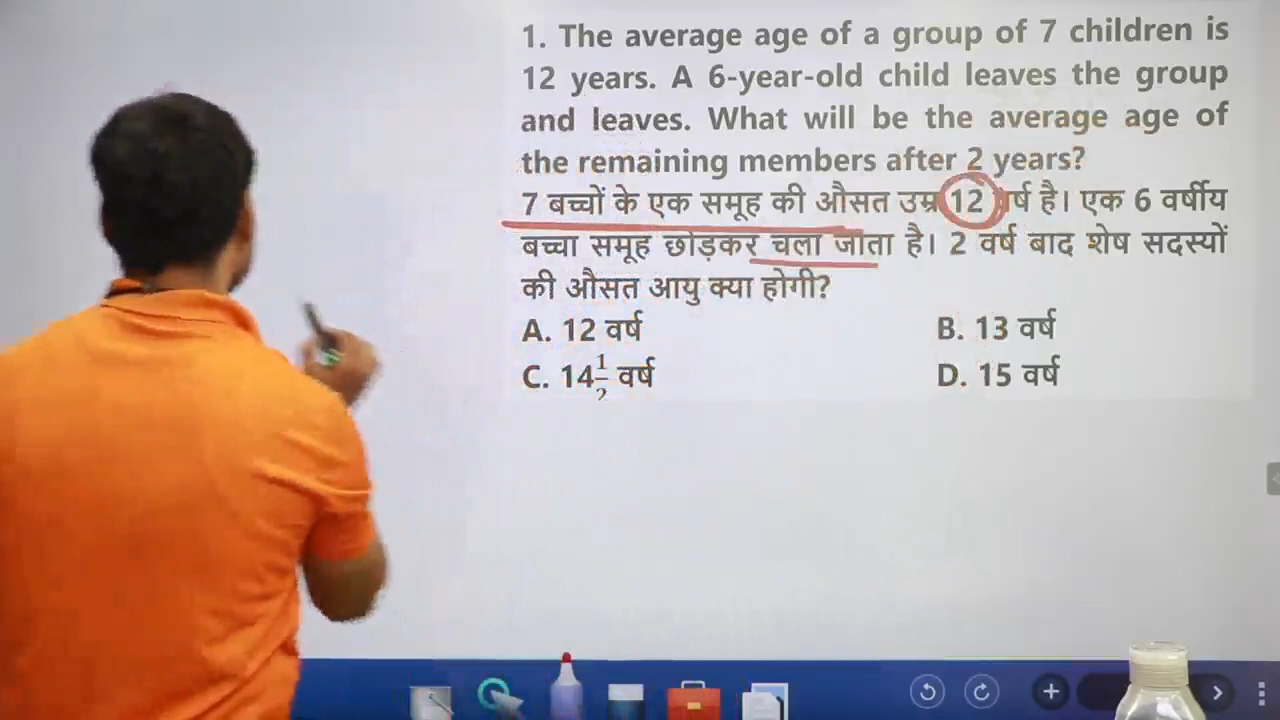 1. The average age of a group of 7 children is
12 years. A 6-year-old child leaves the group
and leaves. What will be the average age of
the remaining members after 2 years?
7 बच्चों के एक समूह की औसत उम्र 12 वर्ष है। एक 6 वर्षीय
बच्चा समूह छोड़कर चला जाता है। 2 वर्ष बाद शेष सदस्यों
की औसत आयु क्या होगी?
A. 12 वर्ष B. 13 वर्ष
C. 14 1/2 वर्ष D. 15 वर्ष